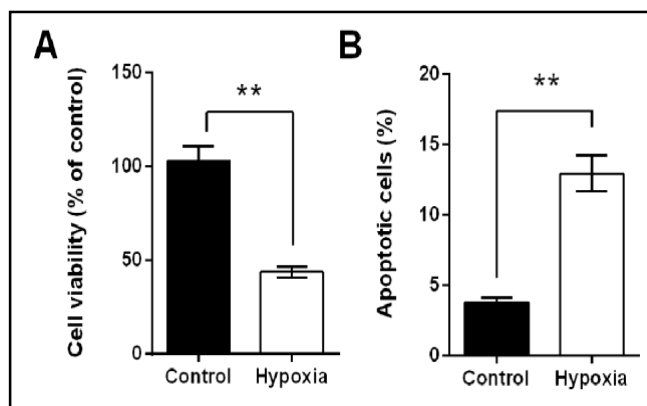 A
Cell viability (% of control)
150
100
50
0
**
Control Hypoxia
B
Apoptotic cells (%)
20
15
10
5
0
**
Control Hypoxia